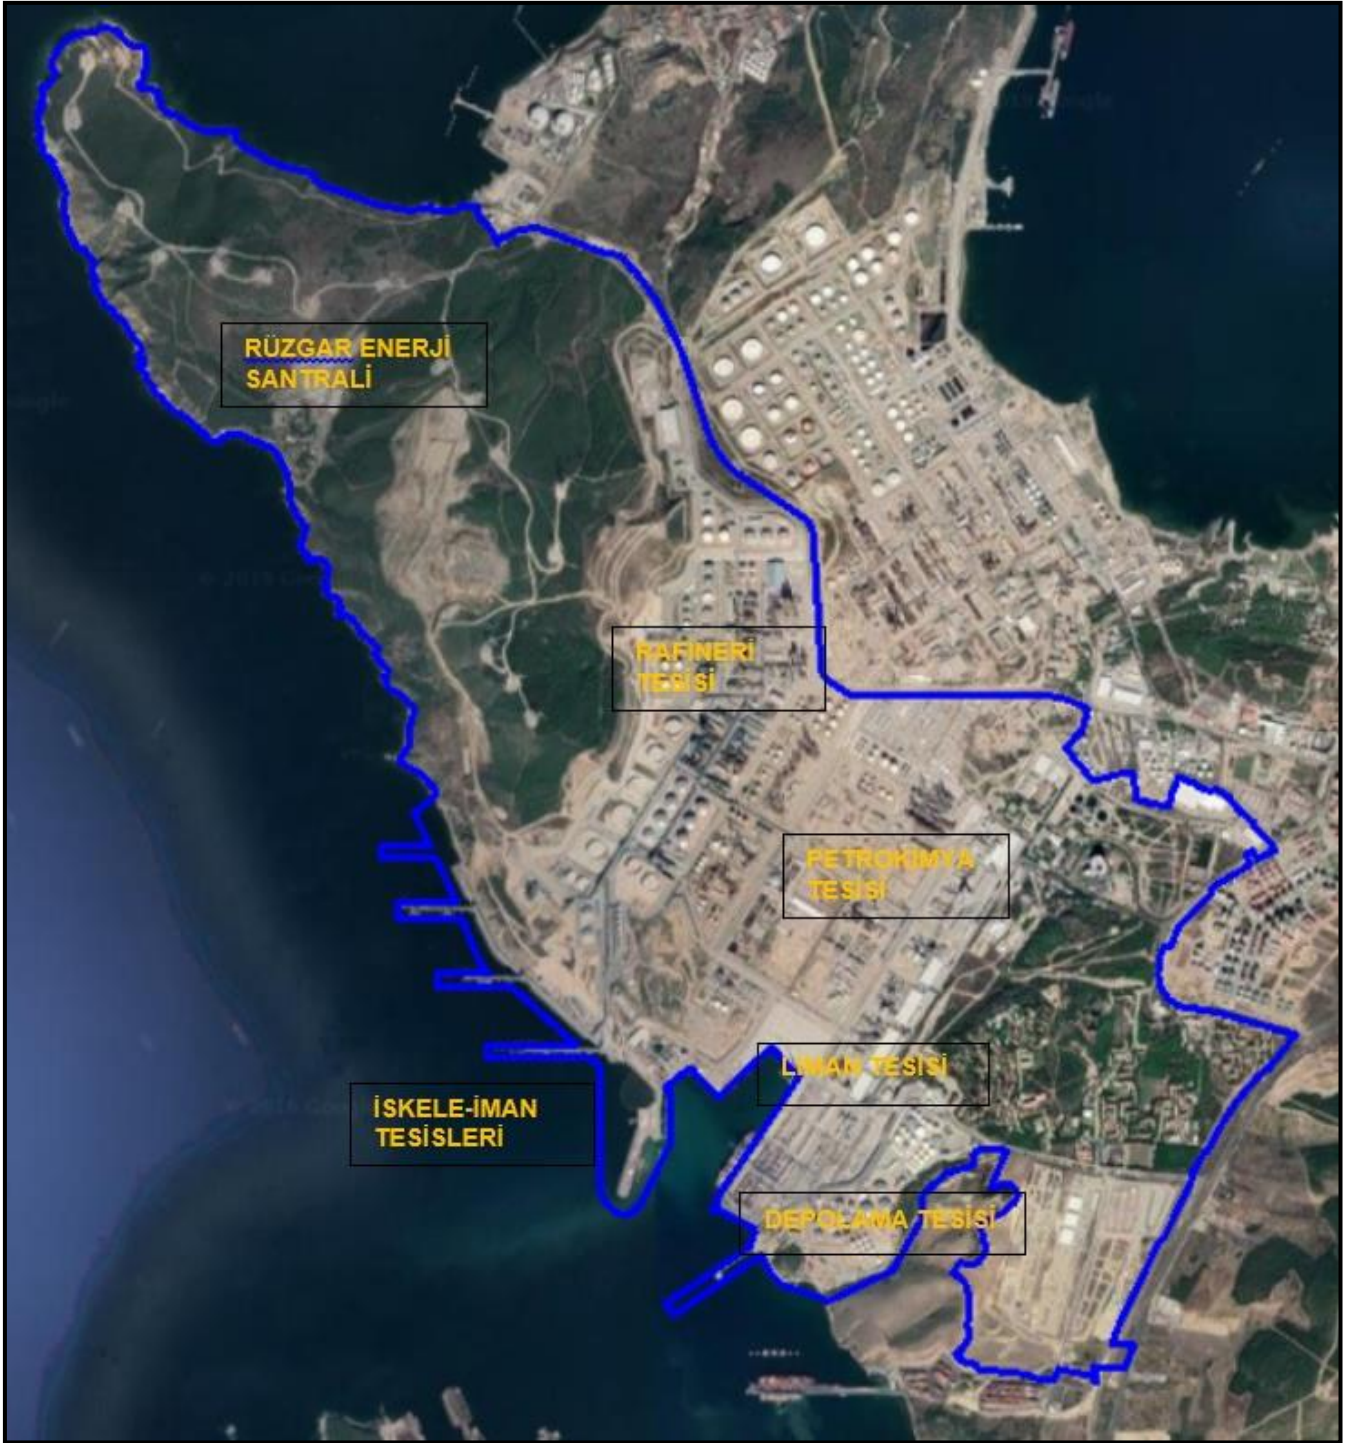 RÜZGAR ENERJİ
SANTRALİ
RAFİNERİ
TESİSİ
PETROKİMYA
TESİSİ
LİMAN TESİSİ
İSKELE-İMAN
TESİSLERİ
DEPOLAMA TESİSİ